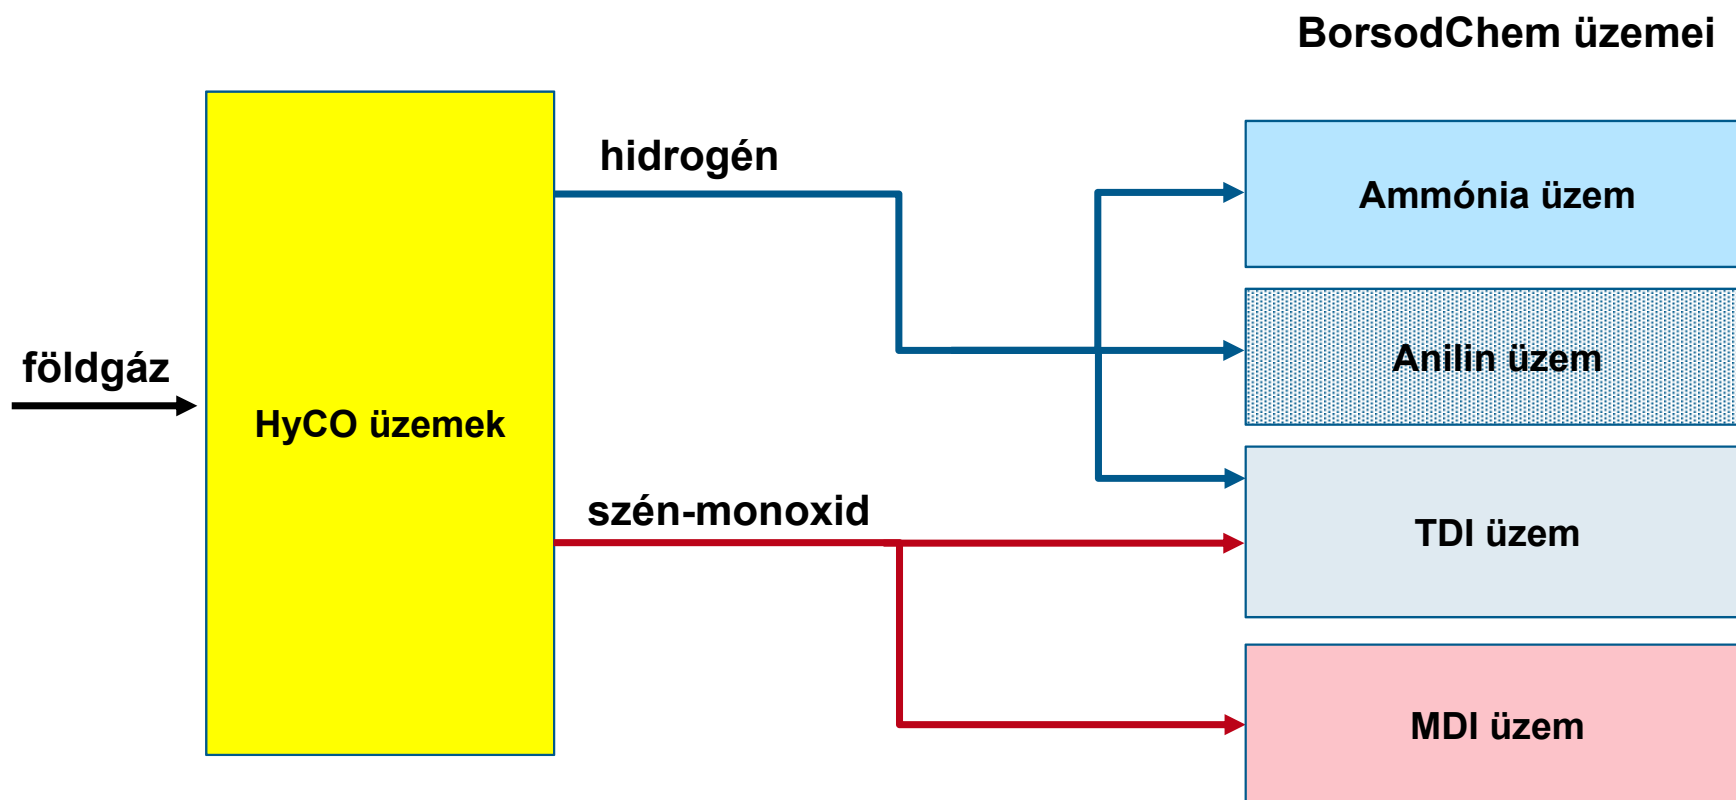 BorsodChem üzemei
hidrogén
Ammónia üzem
földgáz
Anilin üzem
HyCO üzemek
szén-monoxid
TDI üzem
MDI üzem